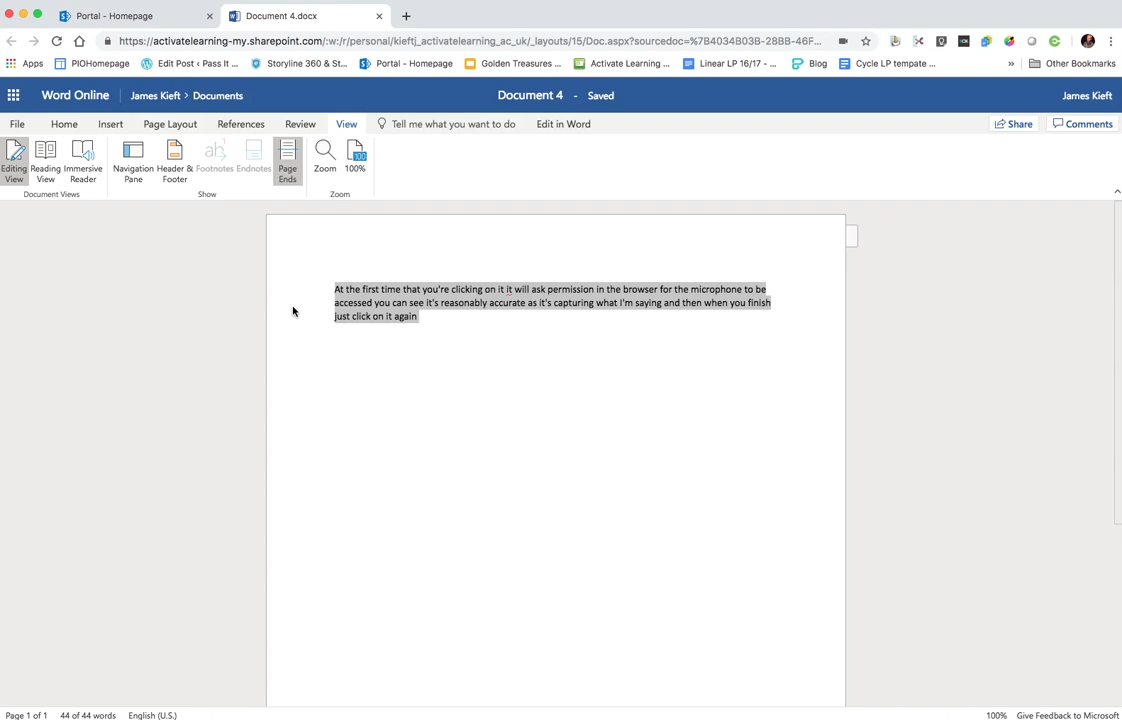 Portal - Homepage
Document 4.docx
https://activatelearning-my.sharepoint.com/:w:/r/personal/kieftj_activatelearning_ac_uk/_layouts/15/Doc.aspx?sourcedoc=%7B4034B03B-28BB-46F...
Apps PIOHomepage Edit Post ‹ Pass It ... Storyline 360 & St... Portal - Homepage Golden Treasures ... Activate Learning ... Linear LP 16/17 - ... Blog Cycle LP tempate ... » Other Bookmarks
Word Online James Kieft > Documents Document 4 - Saved James Kieft
File Home Insert Page Layout References Review View Tell me what you want to do Edit in Word Share Comments
Editing View
Reading View
Immersive Reader
Navigation Pane
Header & Footer
Footnotes
Endnotes
Page Ends
Zoom
100
100%
Document Views Show Zoom
At the first time that you're clicking on it it will ask permission in the browser for the microphone to be
accessed you can see it's reasonably accurate as it's capturing what I'm saying and then when you finish
just click on it again
Page 1 of 1 44 of 44 words English (U.S.) 100% Give Feedback to Microsoft